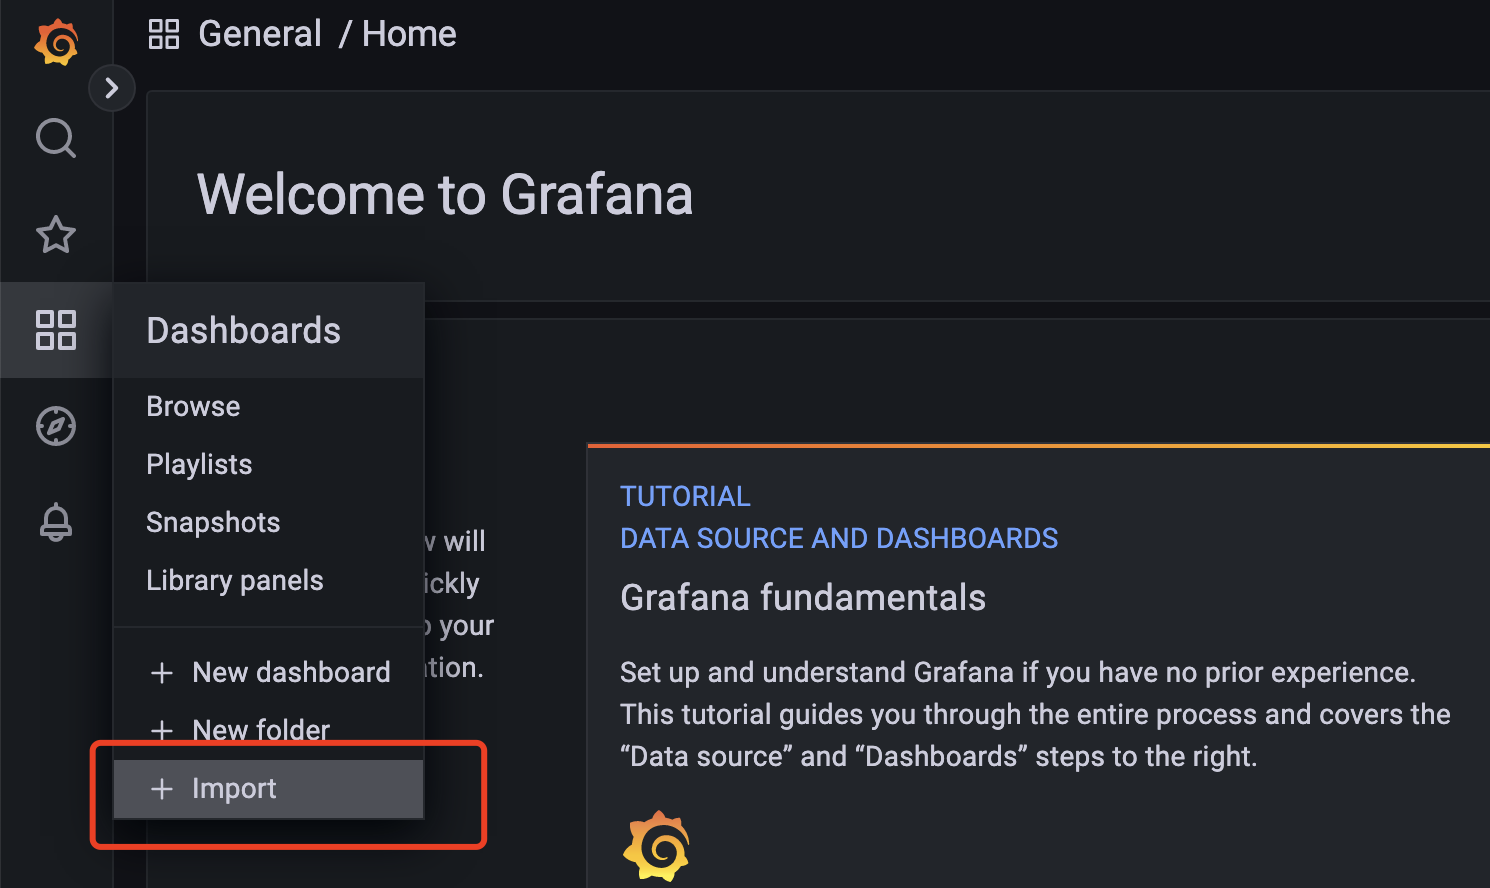 General / Home
Welcome to Grafana
Dashboards
Browse
Playlists
Snapshots
Library panels
New dashboard
New folder
Import
will
your
TUTORIAL
DATA SOURCE AND DASHBOARDS
Grafana fundamentals
Set up and understand Grafana if you have no prior experience.
This tutorial guides you through the entire process and covers the
“Data source” and “Dashboards” steps to the right.